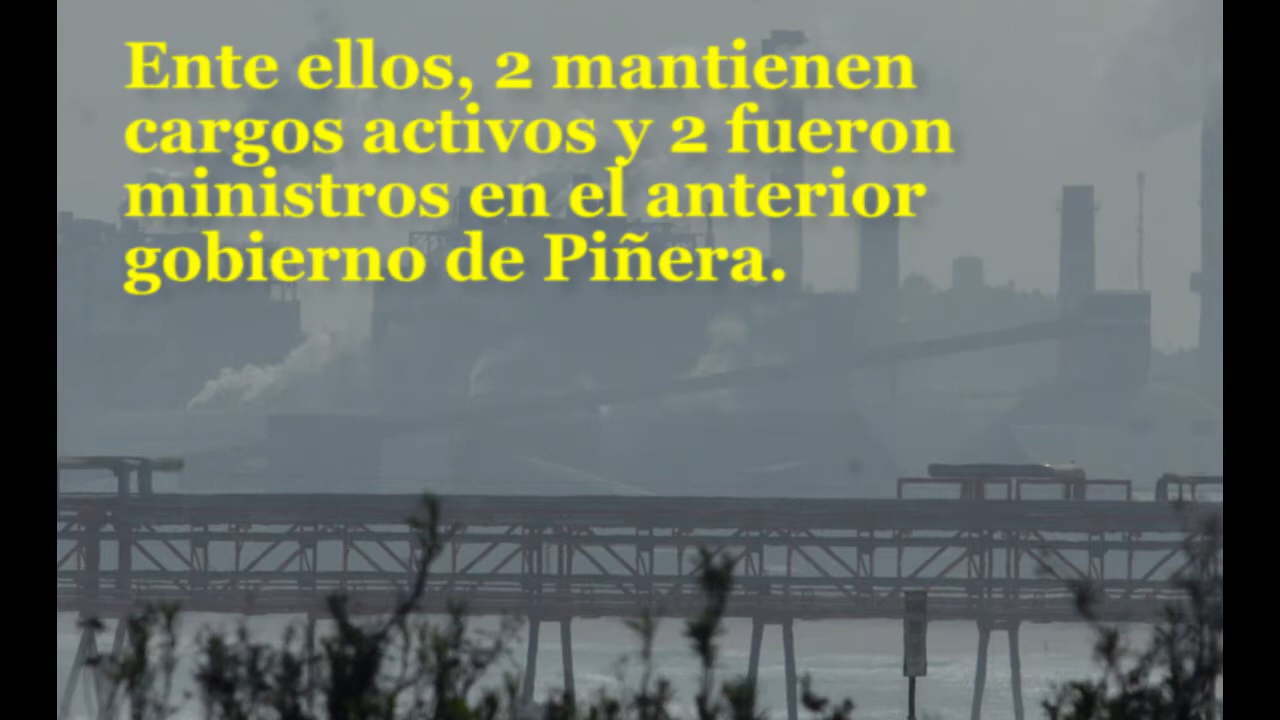 Ente ellos, 2 mantienen
cargos activos y 2 fueron
ministros en el anterior
gobierno de Piñera.